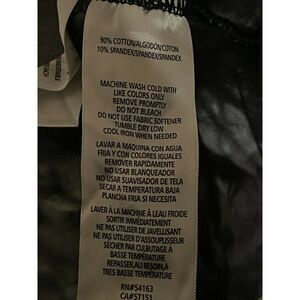 90% COTTON/ALGODÓN/COTON
10% SPANDEX/SPANDEX/SPANDEX
MACHINE WASH COLD WITH
LIKE COLORS ONLY
REMOVE PROMPTLY
DO NOT BLEACH
DO NOT USE FABRIC SOFTENER
TUMBLE DRY LOW
COOL IRON WHEN NEEDED
LAVAR A MAQUINA CON AGUA
FRIA Y CON COLORES IGUALES
REMOVER RAPIDAMENTE
NO USAR BLANQUEADOR
NO USAR SUAVISADOR DE TELA
SECAR A TEMPERATURA BAJA
PLANCHA FRIA SI NECESITA
LAVER À LA MACHINE À LEAU FROIDE
SORTIR IMMÉDIATEMENT
NE PAS UTILISER DE JAVELLISANT
NE PAS UTILISER D'ASSOUPLISEUR
SÉCHER PAR CULBUTAGE À
BASSE TEMPÉRATURE
REPASSER,AU BESOIN,À
TRES BASSE TEMPÉRATURE
RN#54163
CA#57151